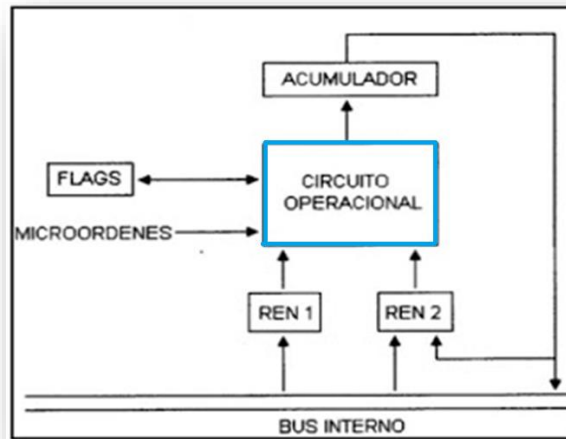 ACUMULADOR
CIRCUITO
OPERACIONAL
FLAGS
MICROORDENES
REN 1
REN 2
BUS INTERNO